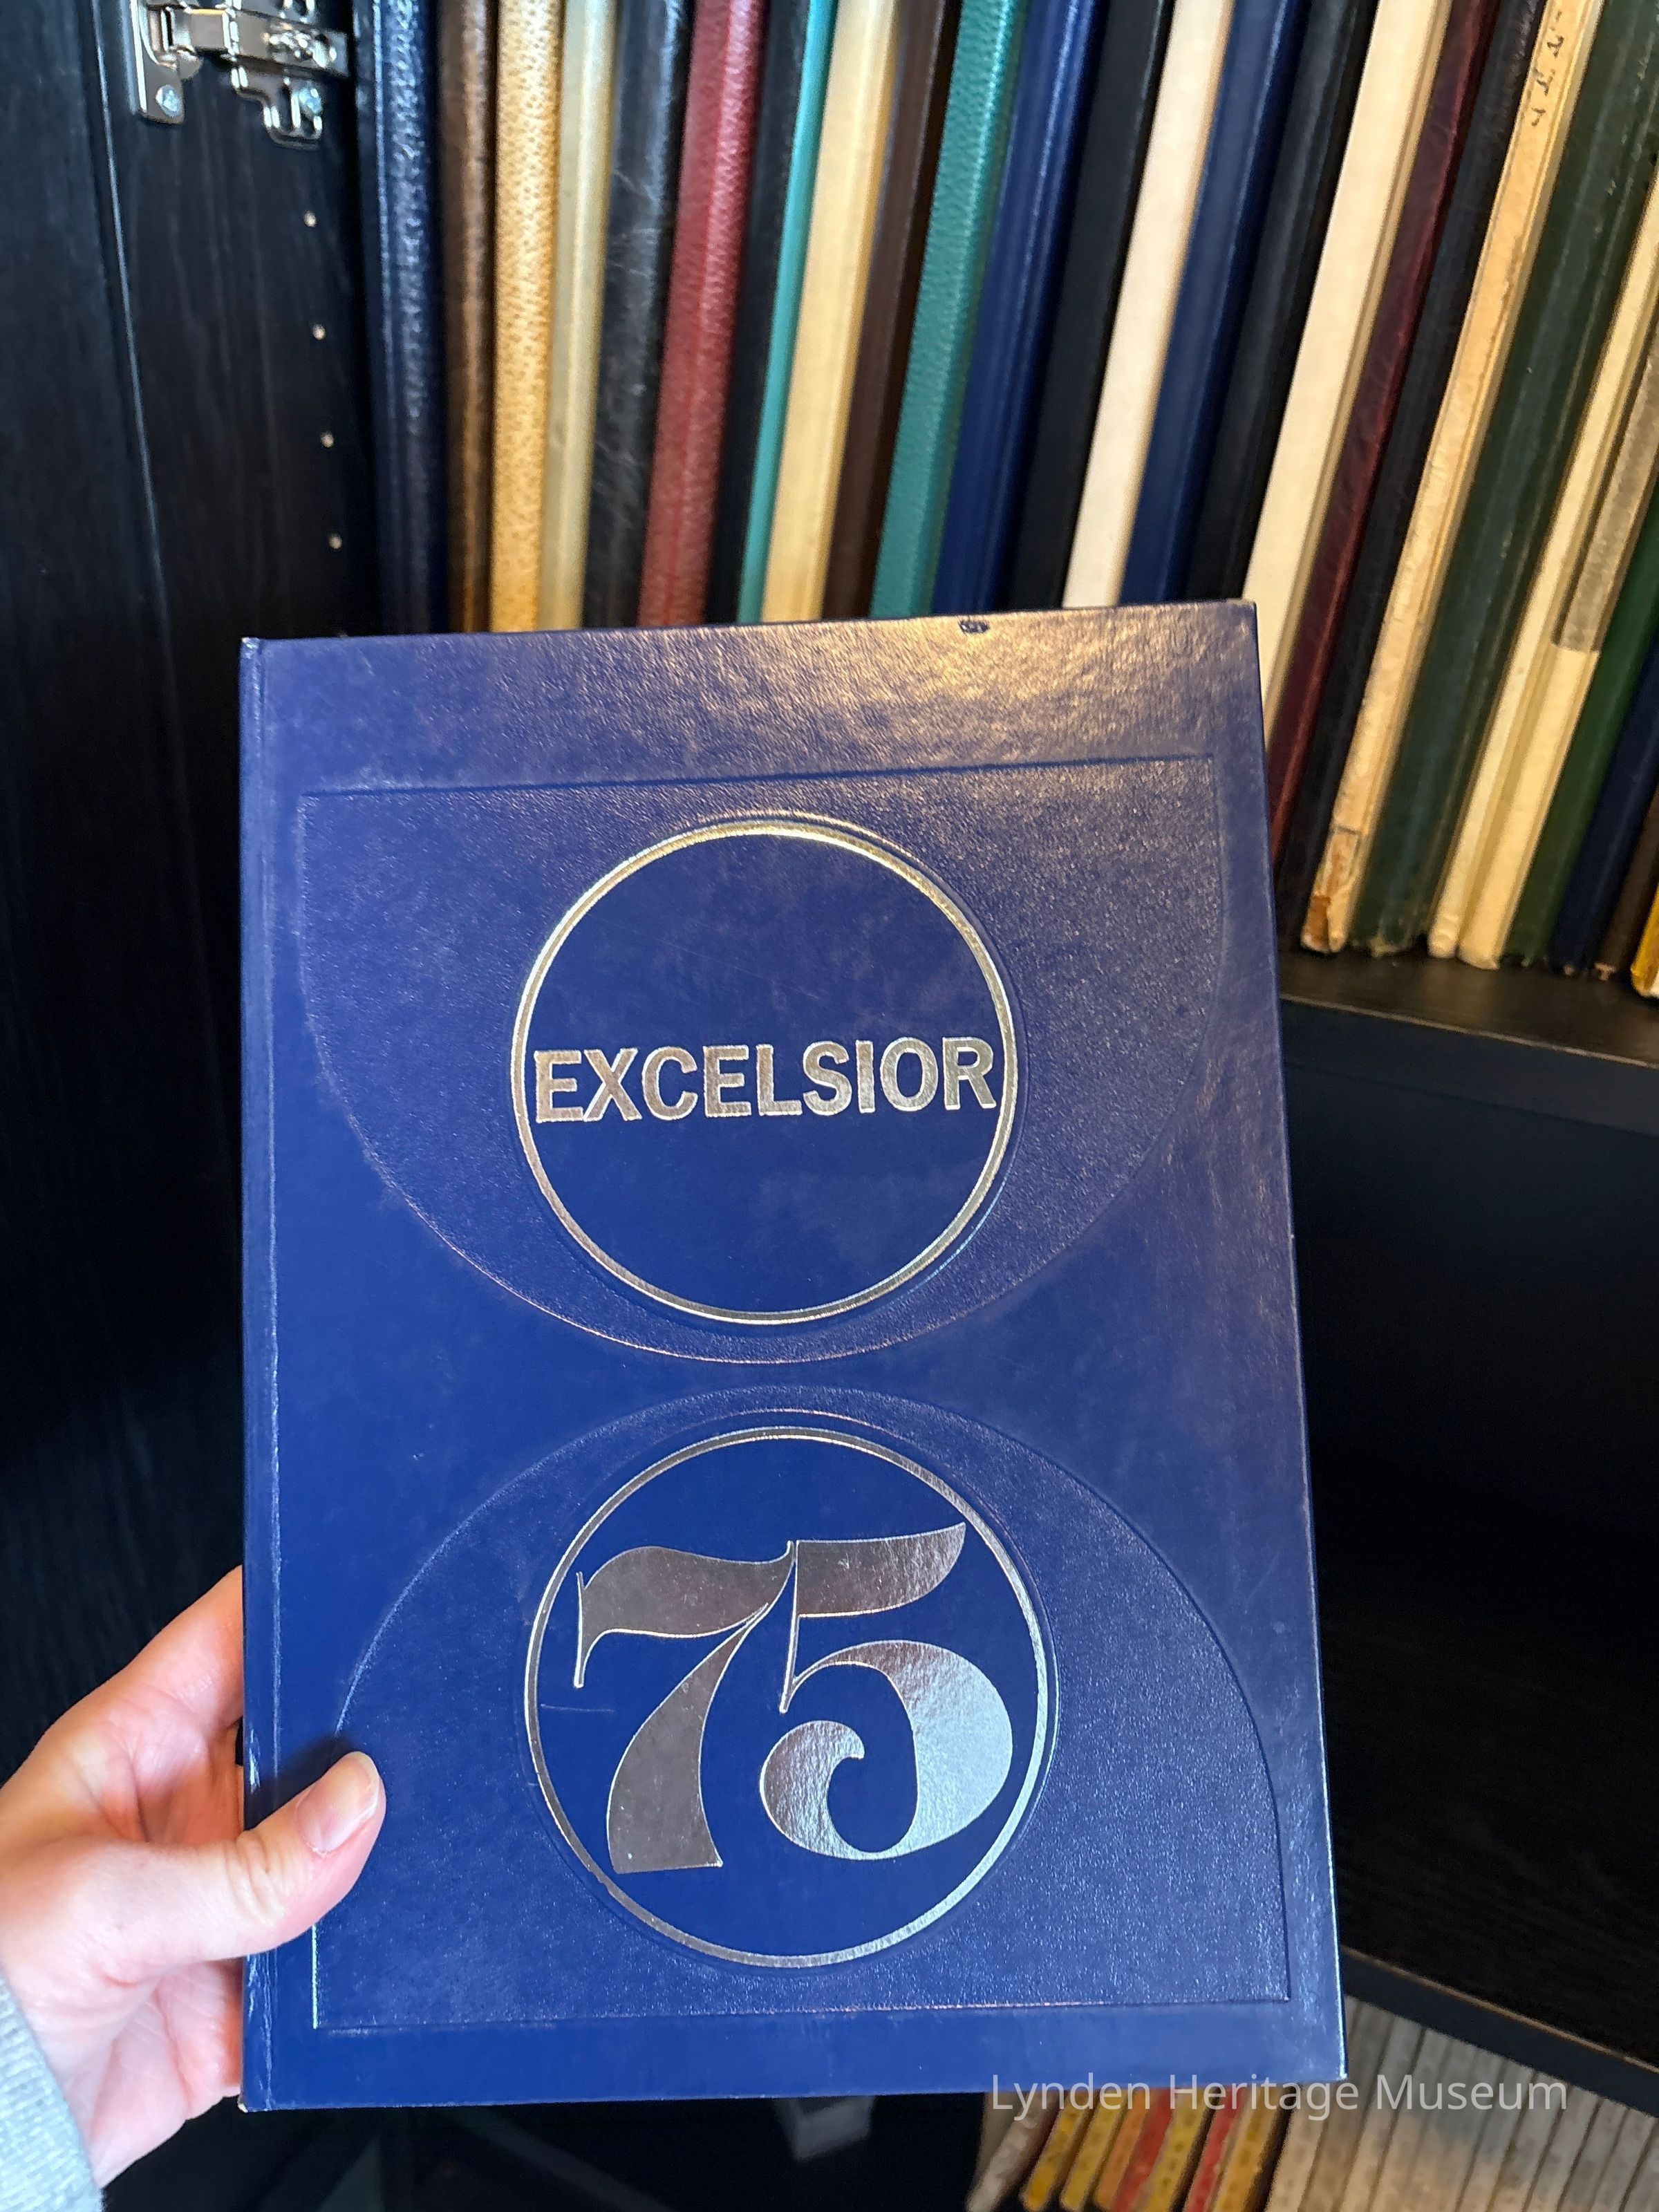 EXCELSIOR
75
Lynden Heritage Museum